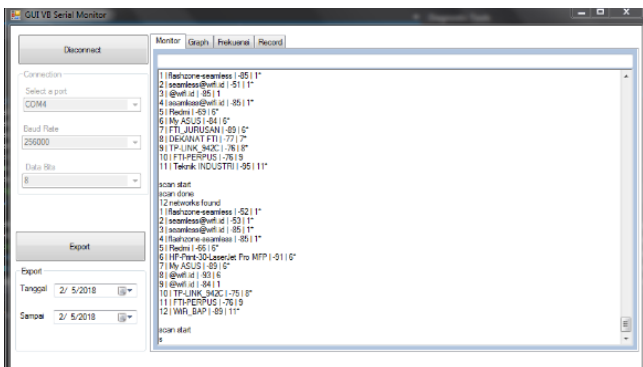 GUI VB Serial Monitor
Disconnect
Connection
Select a port
COM4
Baud Rate
256000
Data Bits
8
Export
Export
Tanggal 2/ 5/2018
Sampai 2/ 5/2018
Monitor Graph Frekuensi Record
1 | flashzone-seamless | -85 | 1*
2 | seamless@wifi.id | -51 | 1*
3 | @wifi.id | -85 | 1
4 | seamless@wifi.id | -85 | 1*
5 | Redmi | -69 | 6*
6 | My ASUS | -84 | 6*
7 | FTI_JURUSAN | -89 | 6*
8 | DEKANAT FTI | -77 | 7*
9 | TP-LINK_942C | -76 | 8*
10 | FTI-PERPUS | -76 | 9
11 | Teknik INDUSTRI | -95 | 11*
scan start
scan done
12 networks found
1 | flashzone-seamless | -52 | 1*
2 | seamless@wifi.id | -53 | 1*
3 | seamless@wifi.id | -85 | 1*
4 | flashzone-seamless | -85 | 1*
5 | Redmi | -66 | 6*
6 | HP-Print-30-LaserJet Pro MFP | -91 | 6*
7 | My ASUS | -89 | 6*
8 | @wifi.id | -93 | 6
9 | @wifi.id | -84 | 1
10 | TP-LINK_942C | -75 | 8*
11 | FTI-PERPUS | -76 | 9
12 | WiFi_BAP | -89 | 11*
scan start
s